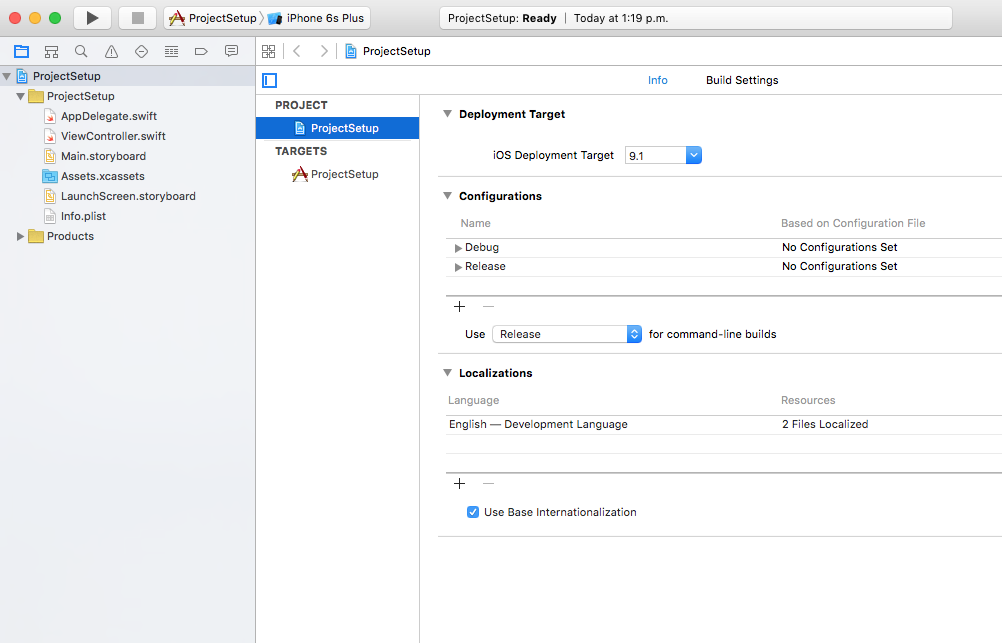 ProjectSetup iPhone 6s Plus
ProjectSetup: Ready | Today at 1:19 p.m.
ProjectSetup
ProjectSetup
ProjectSetup
AppDelegate.swift
ViewController.swift
Main.storyboard
Assets.xcassets
LaunchScreen.storyboard
Info.plist
Products
Info Build Settings
PROJECT
ProjectSetup
TARGETS
ProjectSetup
Deployment Target
iOS Deployment Target 9.1
Configurations
Name Based on Configuration File
Debug No Configurations Set
Release No Configurations Set
Use Release for command-line builds
Localizations
Language Resources
English — Development Language 2 Files Localized
Use Base Internationalization